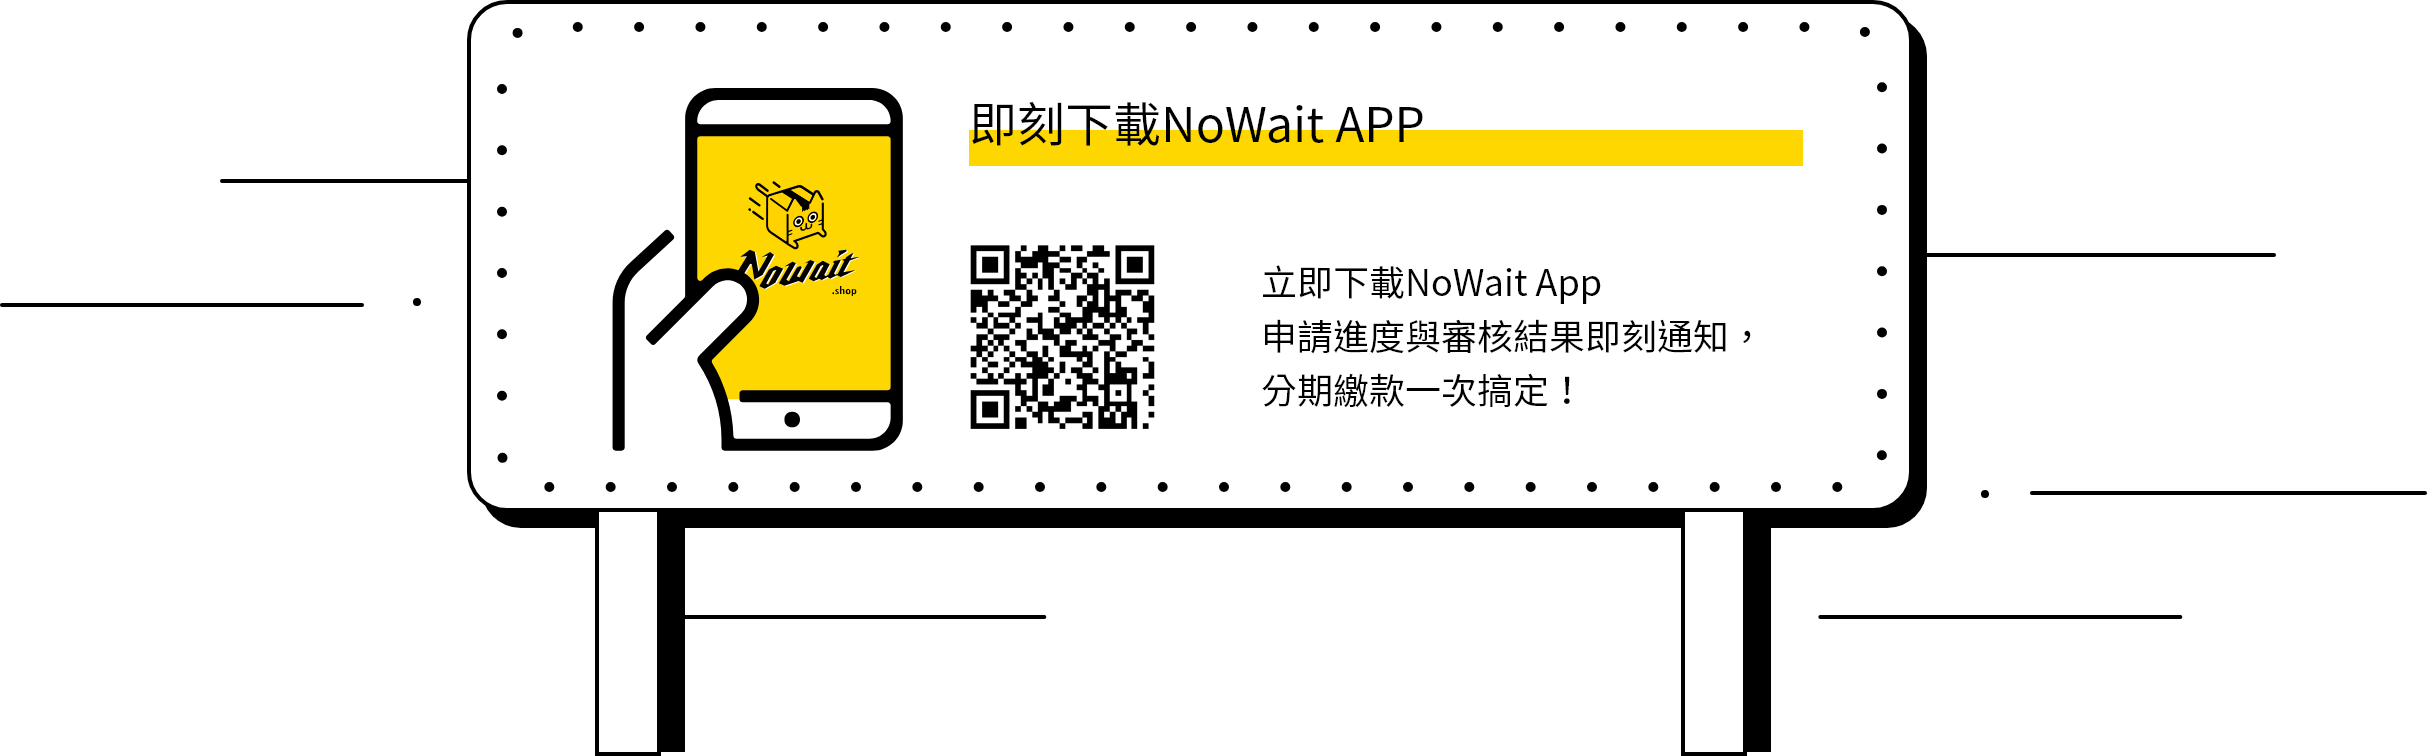 即刻下載NoWait APP
Nowait
.shop
立即下載NoWait App
申請進度與審核結果即刻通知，
分期繳款一次搞定！